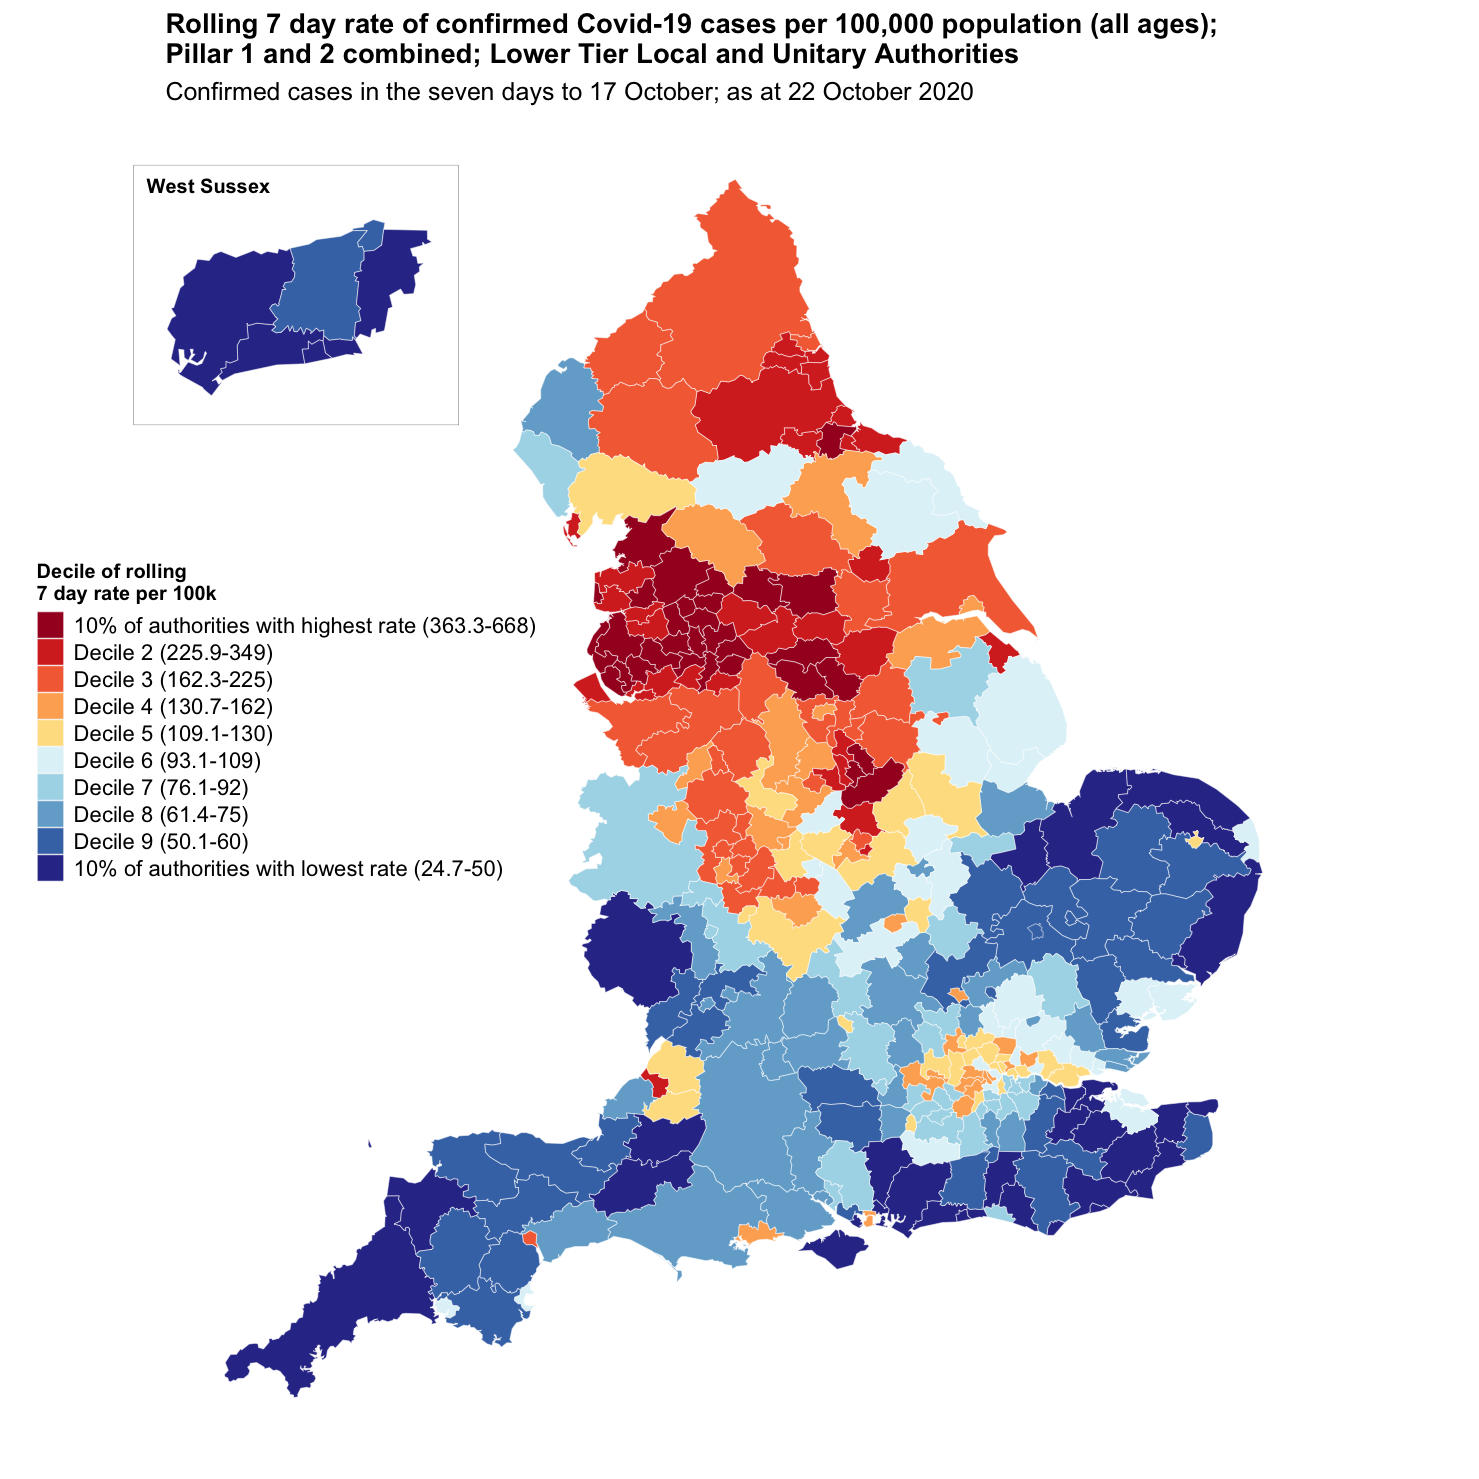 Rolling 7 day rate of confirmed Covid-19 cases per 100,000 population (all ages);
Pillar 1 and 2 combined; Lower Tier Local and Unitary Authorities
Confirmed cases in the seven days to 17 October; as at 22 October 2020
West Sussex
Decile of rolling
7 day rate per 100k
10% of authorities with highest rate (363.3-668)
Decile 2 (225.9-349)
Decile 3 (162.3-225)
Decile 4 (130.7-162)
Decile 5 (109.1-130)
Decile 6 (93.1-109)
Decile 7 (76.1-92)
Decile 8 (61.4-75)
Decile 9 (50.1-60)
10% of authorities with lowest rate (24.7-50)